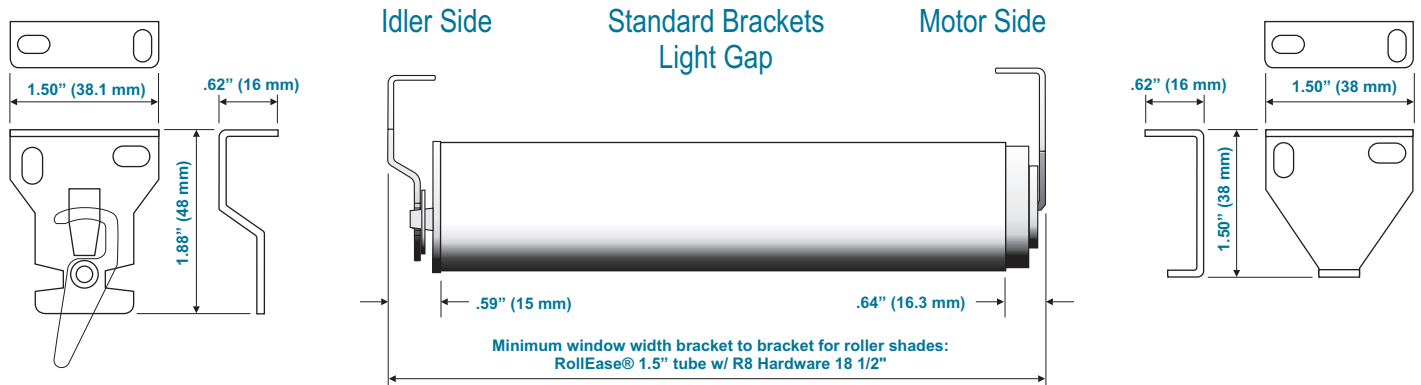 Idler Side
Standard Brackets
Light Gap
Motor Side
1.50” (38.1 mm)
.62” (16 mm)
1.88” (48 mm)
.59” (15 mm)
.64” (16.3 mm)
Minimum window width bracket to bracket for roller shades:
RollEase® 1.5” tube w/ R8 Hardware 18 1/2"
.62” (16 mm)
1.50” (38 mm)
1.50” (38 mm)